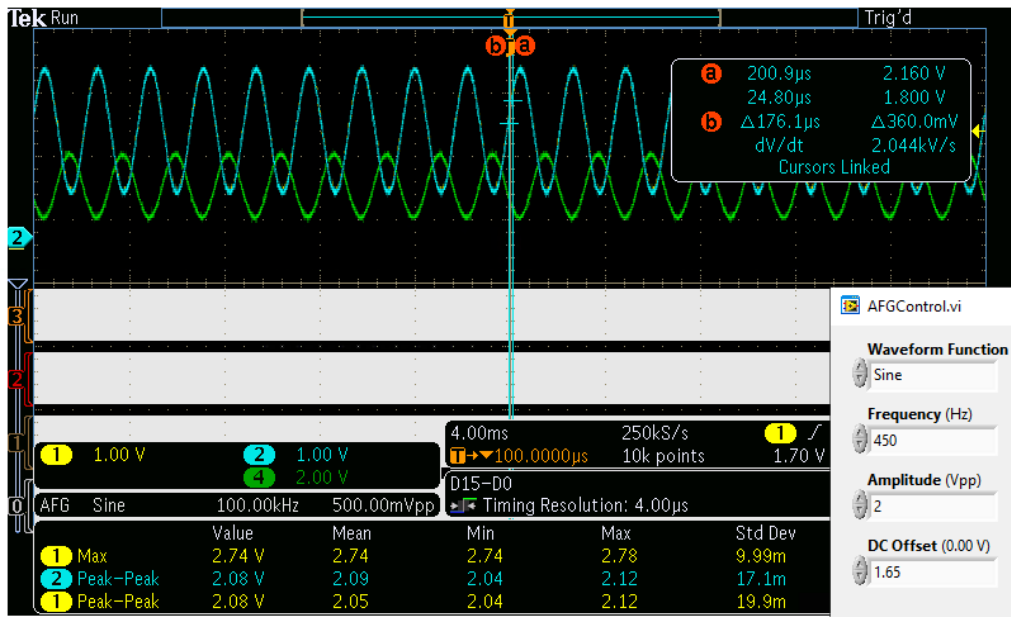 Tek Run Trig'd
T
b a
a 200.9µs 2.160 V
24.80µs 1.800 V
b △176.1µs △360.0mV
dV/dt 2.044kV/s
Cursors Linked
2
3
2
1
0
1 1.00 V 2 1.00 V
4 2.00 V
4.00ms 250kS/s 1
T→▼100.0000µs 10k points 1.70 V
AFG Sine 100.00kHz 500.00mVpp
D15-D0
Timing Resolution: 4.00µs
Value Mean Min Max Std Dev
1 Max 2.74 V 2.74 2.74 2.78 9.99m
2 Peak-Peak 2.08 V 2.09 2.04 2.12 17.1m
1 Peak-Peak 2.08 V 2.05 2.04 2.12 19.9m
AFGControl.vi
Waveform Function
Sine
Frequency (Hz)
450
Amplitude (Vpp)
2
DC Offset (0.00 V)
1.65